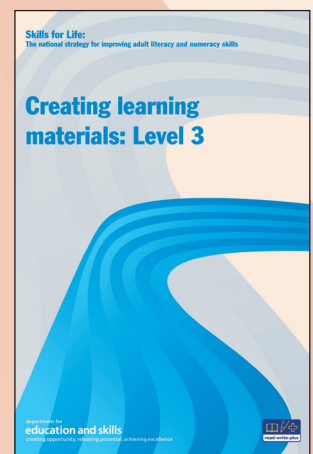 Skills for Life:
The national strategy for improving adult literacy and numeracy skills
Creating learning
materials: Level 3
department for
education and skills
creating opportunity, releasing potential, achieving excellence
read-write-plus